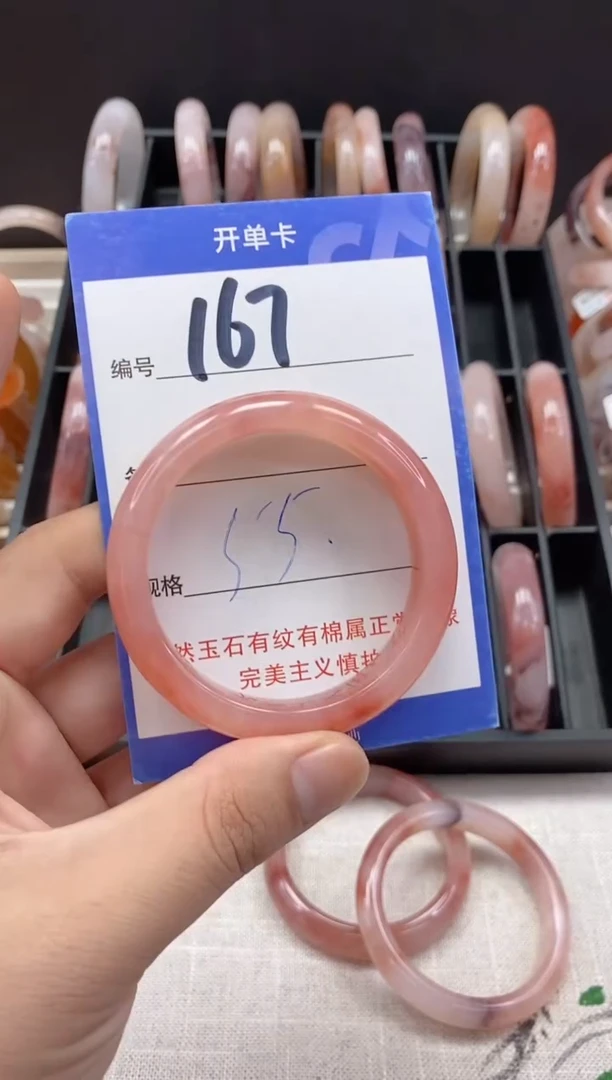 开单卡
编号 167
规格 55.
然玉石有纹有棉属正常
完美主义慎拍